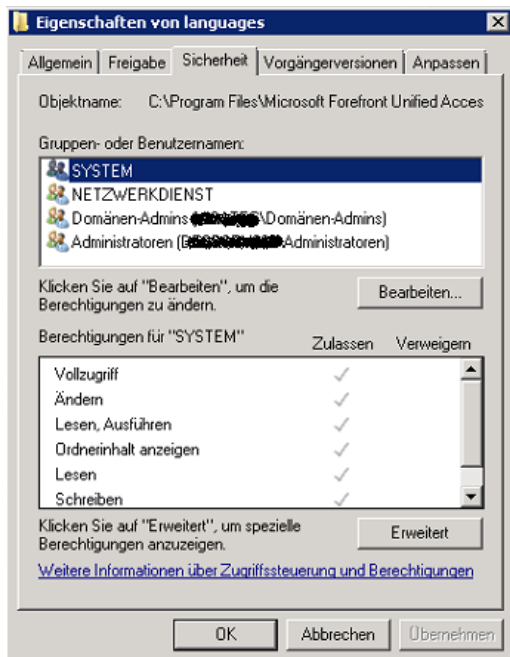 Eigenschaften von languages
Allgemein Freigabe Sicherheit Vorgängerversionen Anpassen
Objektname: C:\Program Files\Microsoft Forefront Unified Acces
Gruppen- oder Benutzernamen:
SYSTEM
NETZWERKDIENST
Domänen-Admins \Domänen-Admins)
Administratoren ( Administratoren)
Klicken Sie auf "Bearbeiten", um die
Berechtigungen zu ändern.
Bearbeiten...
Berechtigungen für "SYSTEM" Zulassen Verweigern
Vollzugriff
Ändern
Lesen, Ausführen
Ordnerinhalt anzeigen
Lesen
Schreiben
Klicken Sie auf "Erweitert", um spezielle
Berechtigungen anzuzeigen.
Erweitert
Weitere Informationen über Zugriffssteuerung und Berechtigungen
OK Abbrechen Übernehmen